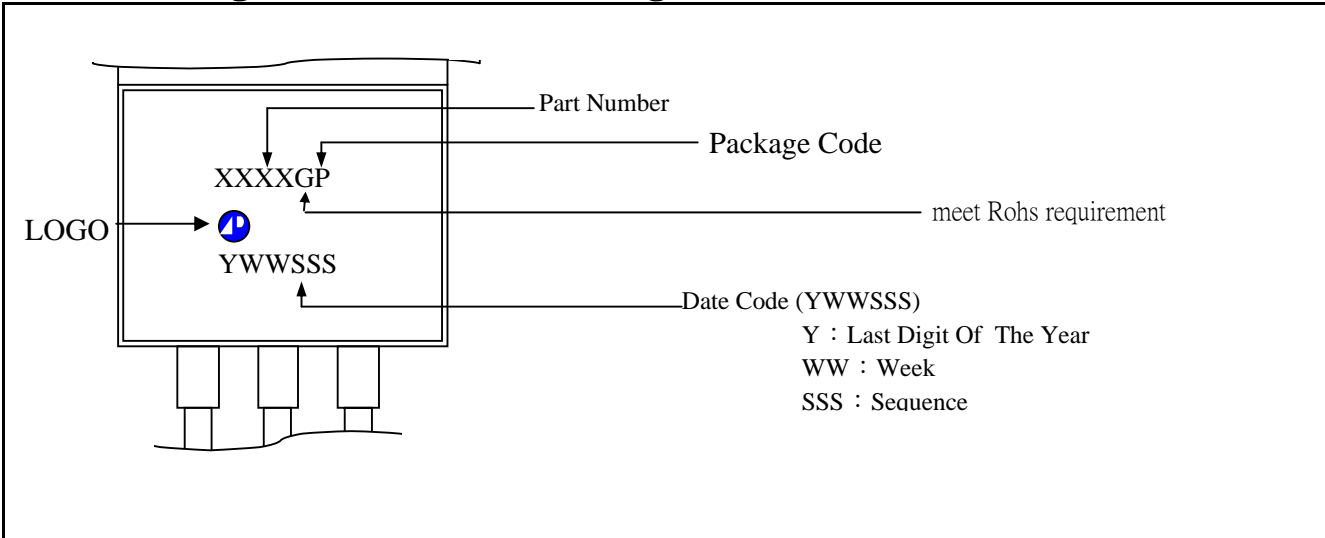 Part Number
Package Code
XXXXGP
meet Rohs requirement
LOGO
YWWSSS
Date Code (YWWSSS)
Y：Last Digit Of The Year
WW：Week
SSS：Sequence